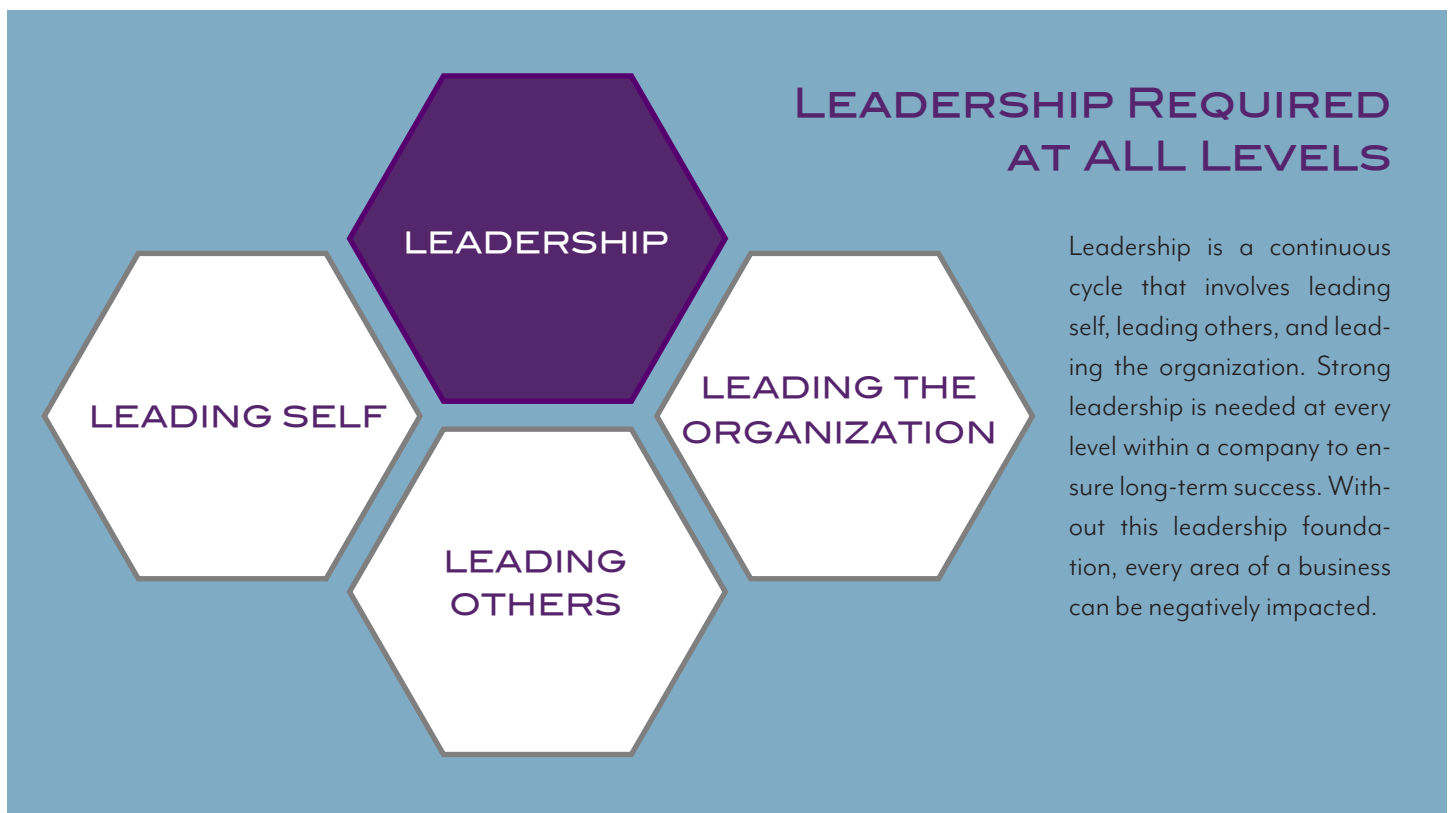 LEADERSHIP REQUIRED
AT ALL LEVELS
LEADERSHIP
LEADING SELF
LEADING THE
ORGANIZATION
LEADING
OTHERS
Leadership is a continuous
cycle that involves leading
self, leading others, and lead-
ing the organization. Strong
leadership is needed at every
level within a company to en-
sure long-term success. With-
out this leadership founda-
tion, every area of a business
can be negatively impacted.